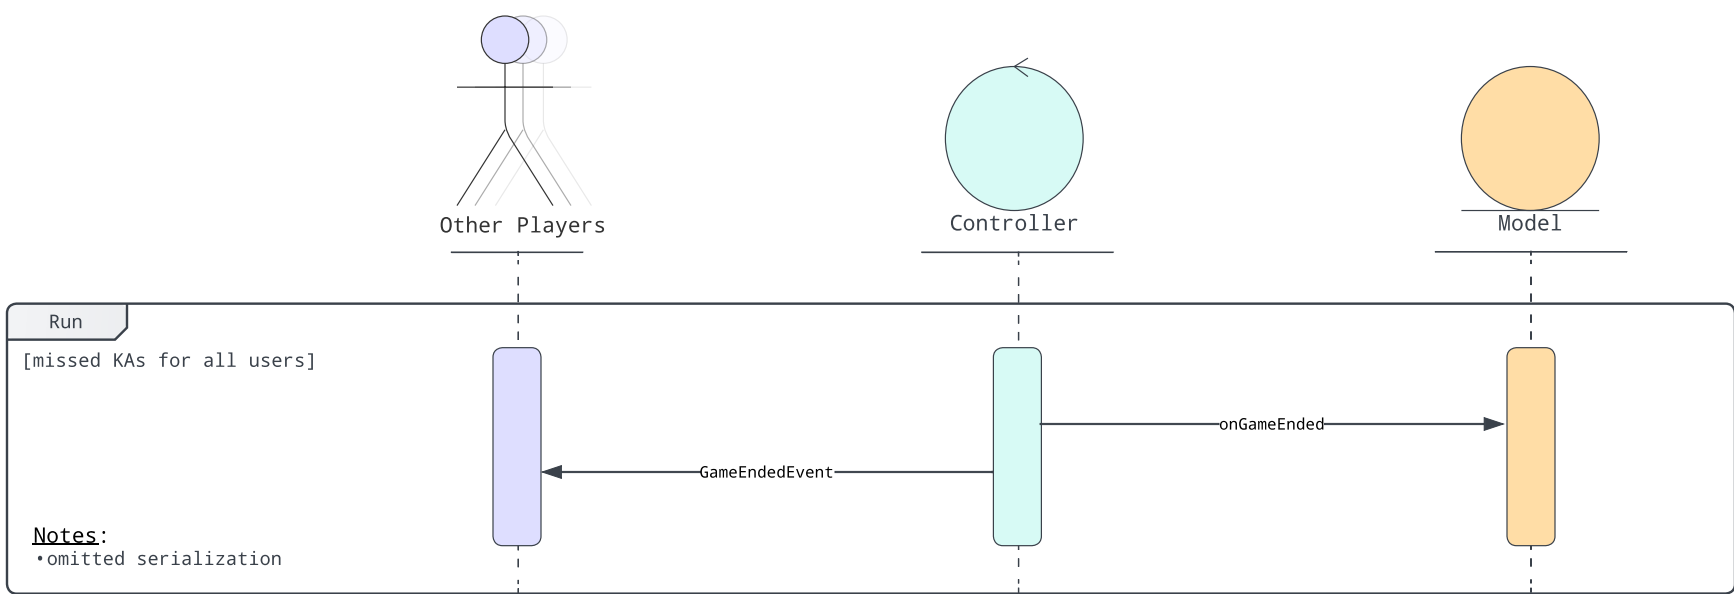 Other Players
Controller
Model
Run
[missed KAs for all users]
onGameEnded
GameEndedEvent
Notes:
•omitted serialization